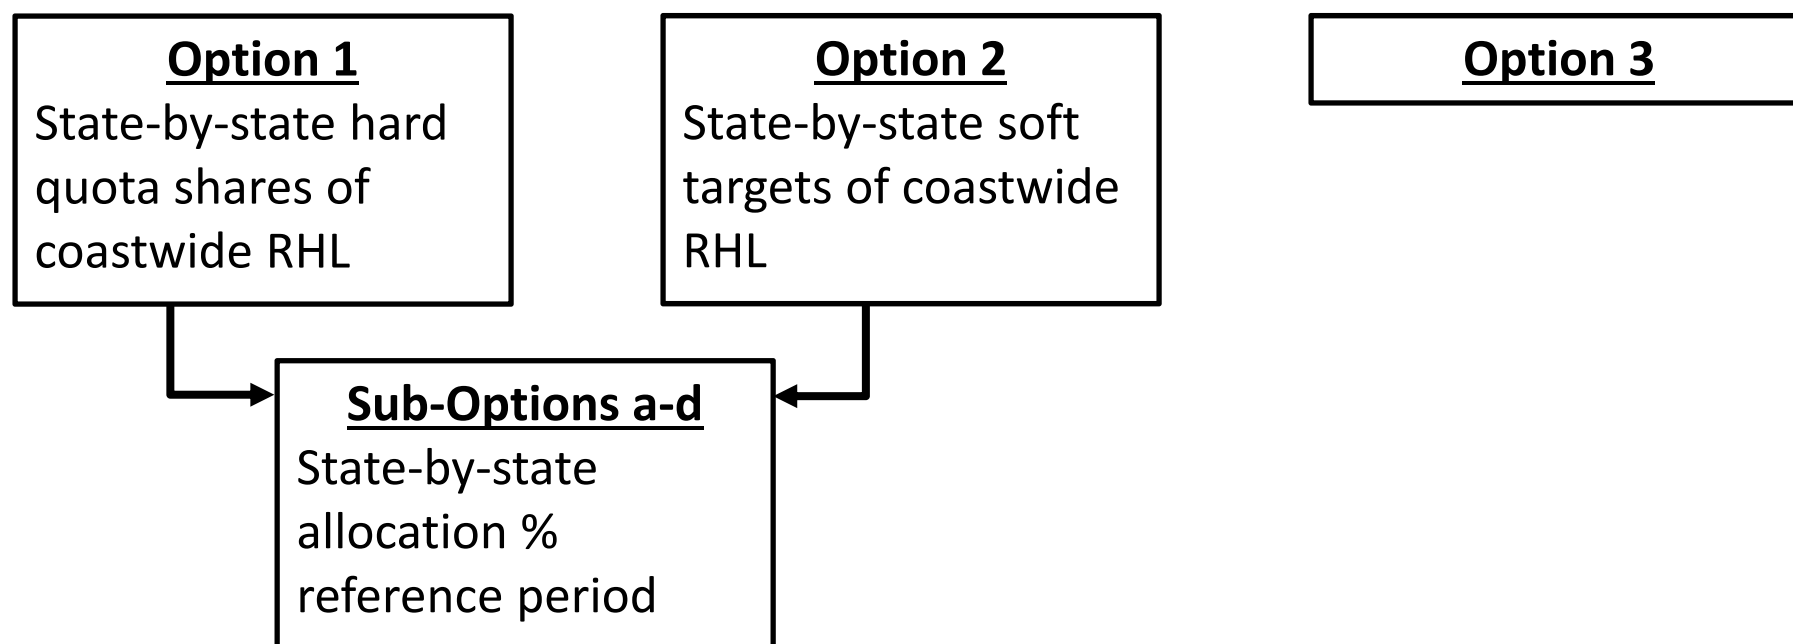 Option 1
State-by-state hard
quota shares of
coastwide RHL
Option 2
State-by-state soft
targets of coastwide
RHL
Option 3
Sub-Options a-d
State-by-state
allocation %
reference period